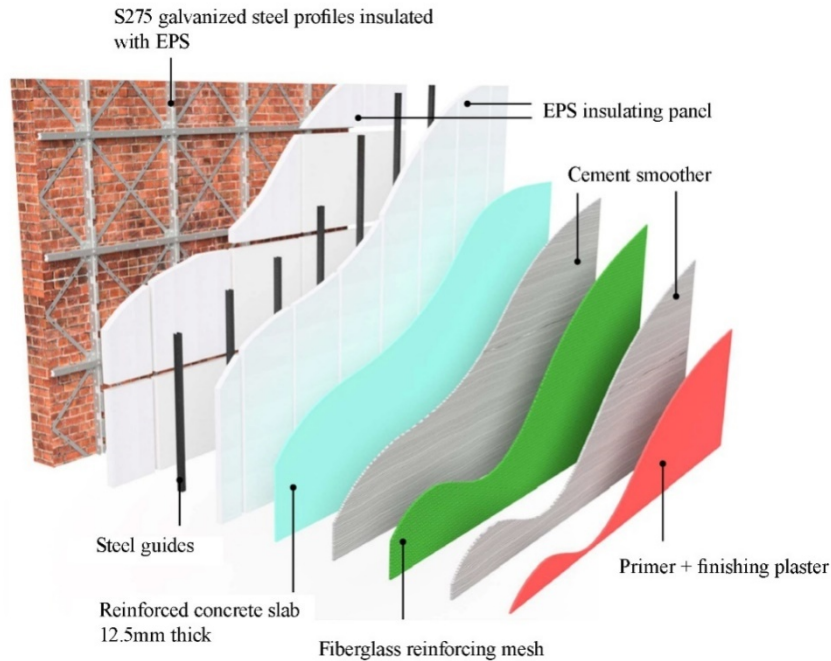 S275 galvanized steel profiles insulated
with EPS
EPS insulating panel
Cement smoother
Steel guides
Primer + finishing plaster
Reinforced concrete slab
12.5mm thick
Fiberglass reinforcing mesh